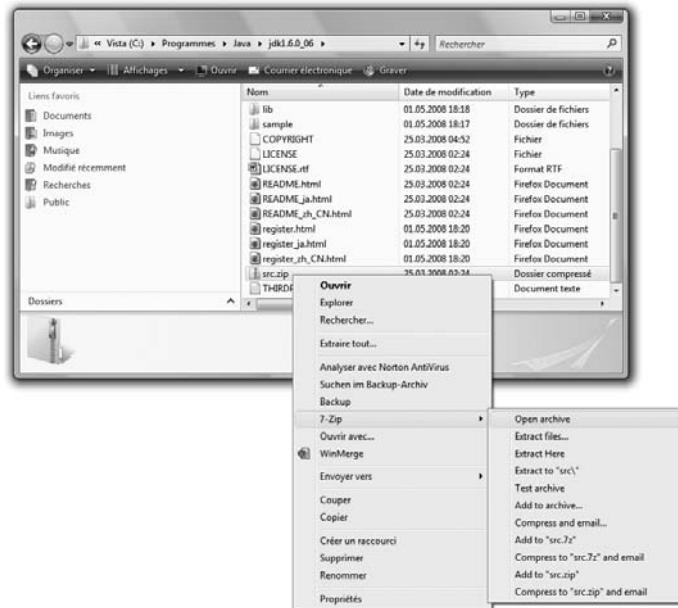 « Vista (C:) ▸ Programmes ▸ Java ▸ jdk1.6.0_06 ▸ Rechercher
Organiser Affichages Ouvrir Courrier électronique Graver
Liens favoris
Documents
Images
Musique
Modifié récemment
Recherches
Public
Dossiers
Nom Date de modification Type
lib 01.05.2008 18:18 Dossier de fichiers
sample 01.05.2008 18:17 Dossier de fichiers
COPYRIGHT 25.03.2008 04:52 Fichier
LICENSE 25.03.2008 02:24 Fichier
LICENSE.rtf 25.03.2008 02:24 Format RTF
README.html 25.03.2008 02:24 Firefox Document
README_ja.html 25.03.2008 02:24 Firefox Document
README_zh_CN.html 25.03.2008 02:24 Firefox Document
register.html 01.05.2008 18:20 Firefox Document
register_ja.html 01.05.2008 18:20 Firefox Document
register_zh_CN.html 01.05.2008 18:20 Firefox Document
src.zip 25.03.2008 02:24 Dossier compressé
Document texte
Ouvrir
Explorer
Rechercher...
Extraire tout...
Analyser avec Norton AntiVirus
Suchen im Backup-Archiv
Backup
7-Zip
Ouvrir avec...
WinMerge
Envoyer vers
Couper
Copier
Créer un raccourci
Supprimer
Renommer
Propriétés
Open archive
Extract files...
Extract Here
Extract to "src\"
Test archive
Add to archive...
Compress and email...
Add to "src.7z"
Compress to "src.7z" and email
Add to "src.zip"
Compress to "src.zip" and email